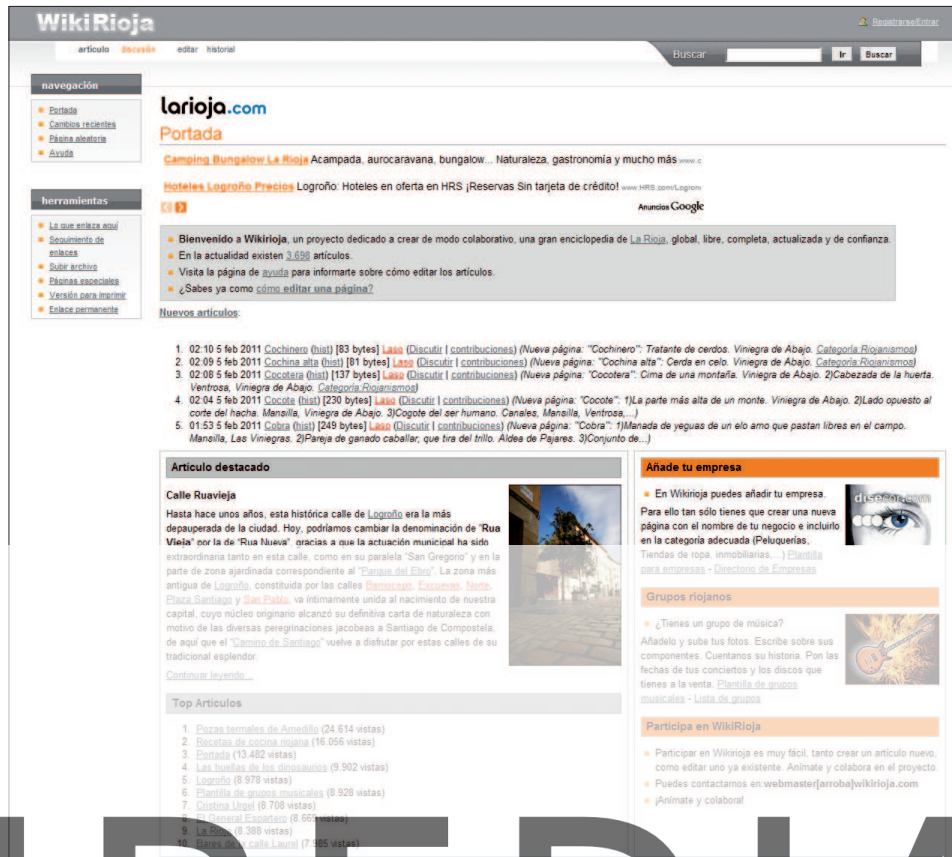 WikiRioja
Registrarse/Entrar
artículo discusión editar historial
Buscar Ir Buscar
navegación
Portada
Cambios recientes
Página aleatoria
Ayuda
herramientas
Lo que enlaza aquí
Seguimiento de
enlaces
Subir archivo
Páginas especiales
Versión para imprimir
Enlace permanente
larioja.com
Portada
Camping Bungalow La Rioja Acampada, aurocaravana, bungalow... Naturaleza, gastronomía y mucho más www.c
Hoteles Logroño Precios Logroño: Hoteles en oferta en HRS ¡Reservas Sin tarjeta de crédito! www.HRS.com/Logron
Anuncios Google
Bienvenido a Wikirioja, un proyecto dedicado a crear de modo colaborativo, una gran enciclopedia de La Rioja, global, libre, completa, actualizada y de confianza.
En la actualidad existen 3.698 artículos.
Visita la página de ayuda para informarte sobre cómo editar los artículos.
¿Sabes ya como cómo editar una página?
Nuevos artículos:
1. 02:10 5 feb 2011 Cochinero (hist) [83 bytes] Laso (Discutir | contribuciones) (Nueva página: "Cochinero": Tratante de cerdos. Viniegra de Abajo. Categoría:Riojanismos)
2. 02:09 5 feb 2011 Cochina alta (hist) [81 bytes] Laso (Discutir | contribuciones) (Nueva página: "Cochina alta": Cerda en celo. Viniegra de Abajo. Categoría:Riojanismos)
3. 02:08 5 feb 2011 Cocotera (hist) [137 bytes] Laso (Discutir | contribuciones) (Nueva página: "Cocotera": Cima de una montaña. Viniegra de Abajo. 2)Cabezada de la huerta.
Ventrosa, Viniegra de Abajo. Categoría:Riojanismos)
4. 02:04 5 feb 2011 Cocote (hist) [230 bytes] Laso (Discutir | contribuciones) (Nueva página: "Cocote": 1)La parte más alta de un monte. Viniegra de Abajo. 2)Lado opuesto al
corte del hacha. Mansilla, Viniegra de Abajo. 3)Cogote del ser humano. Canales, Mansilla, Ventrosa,...)
5. 01:53 5 feb 2011 Cobra (hist) [249 bytes] Laso (Discutir | contribuciones) (Nueva página: "Cobra": 1)Manada de yeguas de un elo amo que pastan libres en el campo.
Mansilla, Las Viniegras. 2)Pareja de ganado caballar, que tira del trillo. Aldea de Pajares. 3)Conjunto de...)
Artículo destacado
Calle Ruavieja
Hasta hace unos años, esta histórica calle de Logroño era la más
depauperada de la ciudad. Hoy, podríamos cambiar la denominación de "Rua
Vieja" por la de "Rua Nueva", gracias a que la actuación municipal ha sido
extraordinaria tanto en esta calle, como en su paralela "San Gregorio" y en la
parte de zona ajardinada correspondiente al "Parque del Ebro". La zona más
antigua de Logroño, constituida por las calles Barriocepo, Excuevas, Norte,
Plaza Santiago y San Pablo, va íntimamente unida al nacimiento de nuestra
capital, cuyo núcleo originario alcanzó su definitiva carta de naturaleza con
motivo de las diversas peregrinaciones jacobeas a Santiago de Compostela,
de aquí que el "Camino de Santiago" vuelve a disfrutar por estas calles de su
tradicional esplendor.
Continuar leyendo...
Top Artículos
1. Pozas termales de Arnedillo (24.614 vistas)
2. Recetas de cocina riojana (16.056 vistas)
3. Portada (13.482 vistas)
4. Las huellas de los dinosaurios (9.902 vistas)
5. Logroño (8.978 vistas)
6. Plantilla de grupos musicales (8.928 vistas)
7. Cristina Urgel (8.708 vistas)
8. El General Espartero (8.669 vistas)
9. La Rioja (8.388 vistas)
10. Bares de la calle Laurel (7.985 vistas)
Añade tu empresa
En Wikirioja puedes añadir tu empresa.
Para ello tan sólo tienes que crear una nueva
página con el nombre de tu negocio e incluirlo
en la categoría adecuada (Peluquerías,
Tiendas de ropa, inmobiliarias,...) Plantilla
para empresas - Directorio de Empresas
Grupos riojanos
¿Tienes un grupo de música?
Añadelo y sube tus fotos. Escribe sobre sus
componentes. Cuentanos su historia. Pon las
fechas de tus conciertos y los discos que
tienes a la venta. Plantilla de grupos
musicales - Lista de grupos
Participa en WikiRioja
Participar en Wikirioja es muy fácil, tanto crear un artículo nuevo,
como editar uno ya existente. Anímate y colabora en el proyecto.
Puedes contactarnos en:webmaster[arroba]wikirioja.com
¡Anímate y colabora!